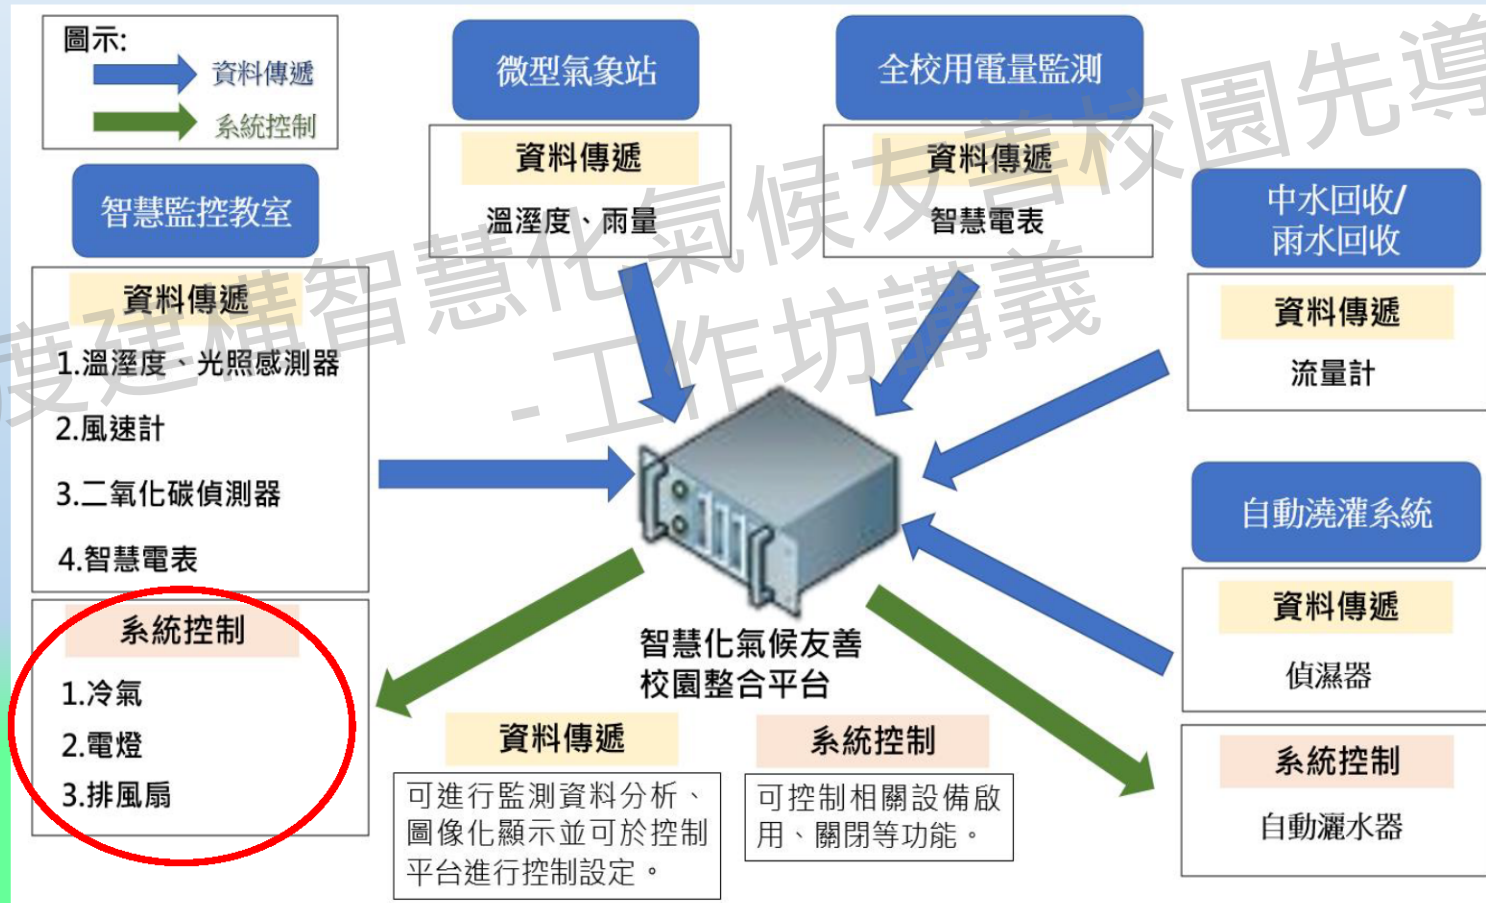 圖示:
資料傳遞
系統控制
微型氣象站
資料傳遞
溫溼度、雨量
全校用電量監測
資料傳遞
智慧電表
智慧監控教室
資料傳遞
1.溫溼度、光照感測器
2.風速計
3.二氧化碳偵測器
4.智慧電表
系統控制
1.冷氣
2.電燈
3.排風扇
中水回收/
雨水回收
資料傳遞
流量計
自動澆灌系統
資料傳遞
偵濕器
系統控制
自動灑水器
智慧化氣候友善
校園整合平台
資料傳遞
可進行監測資料分析、
圖像化顯示並可於控制
平台進行控制設定。
系統控制
可控制相關設備啟
用、關閉等功能。
度建構智慧化氣候友善校園先導
-工作坊講義